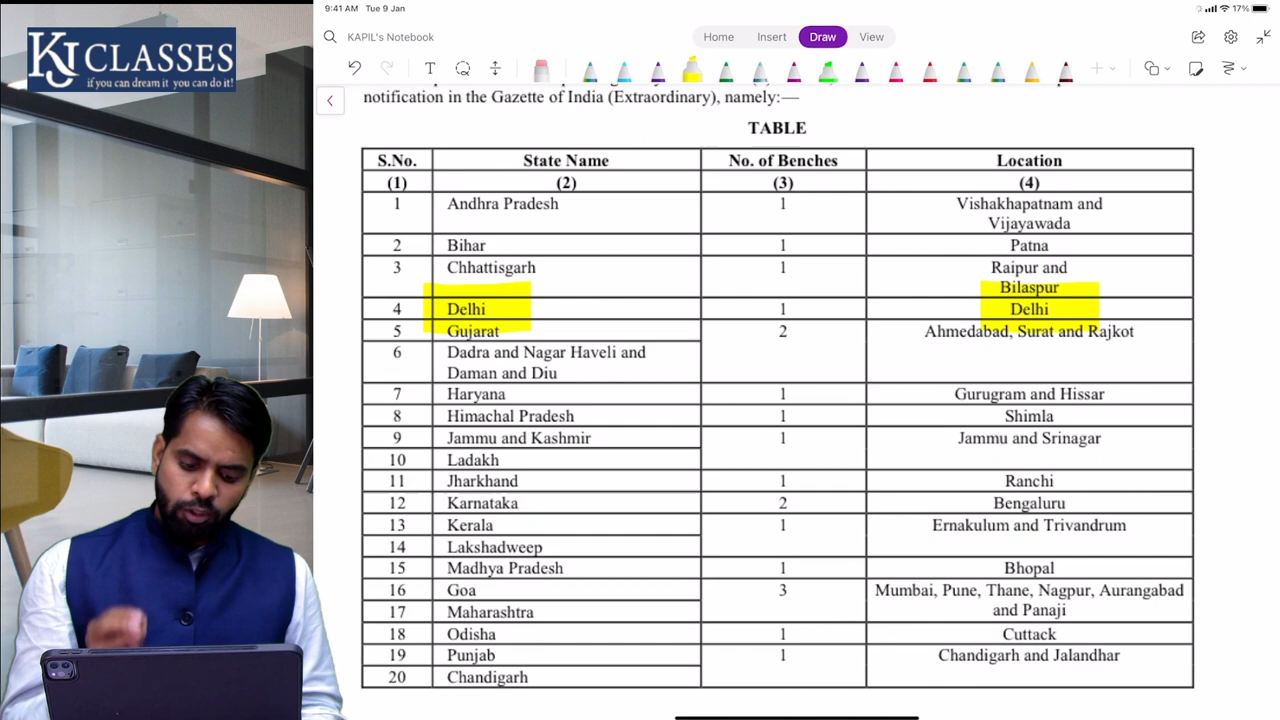 KJ CLASSES
if you can dream it you can do it!
9:41 AM Tue 9 Jan
17%
KAPIL's Notebook
Home Insert Draw View
notification in the Gazette of India (Extraordinary), namely:—
TABLE
S.No. State Name No. of Benches Location
(1) (2) (3) (4)
1 Andhra Pradesh 1 Vishakhapatnam and
Vijayawada
2 Bihar 1 Patna
3 Chhattisgarh 1 Raipur and
Bilaspur
4 Delhi 1 Delhi
5 Gujarat 2 Ahmedabad, Surat and Rajkot
6 Dadra and Nagar Haveli and
Daman and Diu
7 Haryana 1 Gurugram and Hissar
8 Himachal Pradesh 1 Shimla
9 Jammu and Kashmir 1 Jammu and Srinagar
10 Ladakh
11 Jharkhand 1 Ranchi
12 Karnataka 2 Bengaluru
13 Kerala 1 Ernakulum and Trivandrum
14 Lakshadweep
15 Madhya Pradesh 1 Bhopal
16 Goa 3 Mumbai, Pune, Thane, Nagpur, Aurangabad
and Panaji
17 Maharashtra
18 Odisha 1 Cuttack
19 Punjab 1 Chandigarh and Jalandhar
20 Chandigarh